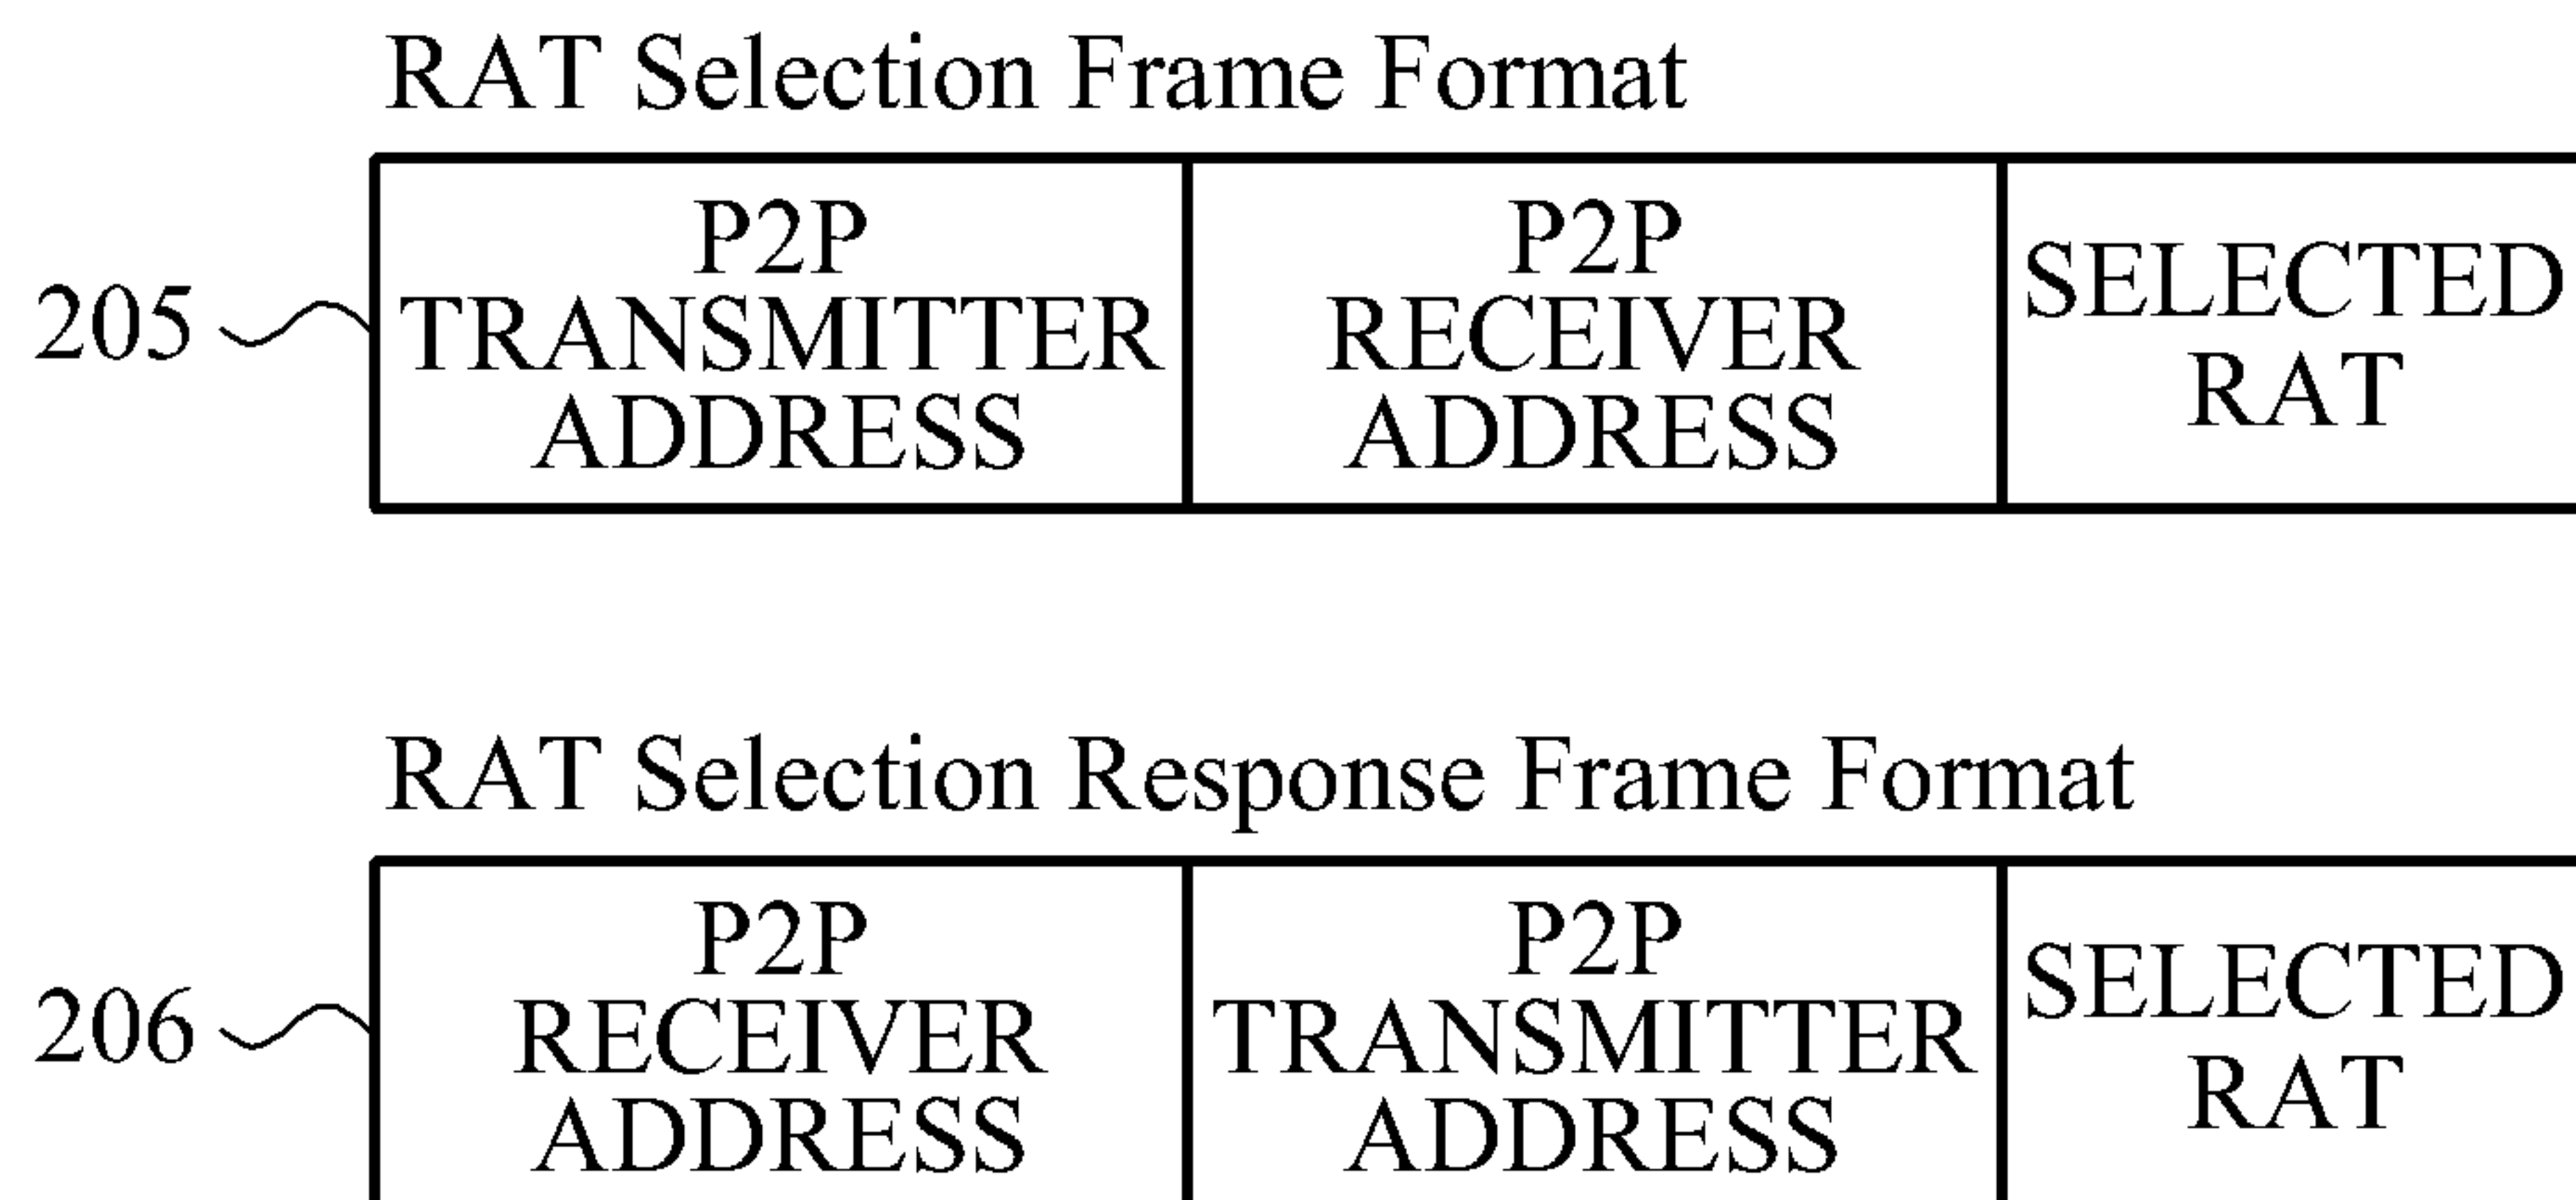 RAT Selection Frame Format
205
P2P
TRANSMITTER
ADDRESS
P2P
RECEIVER
ADDRESS
SELECTED
RAT
RAT Selection Response Frame Format
206
P2P
RECEIVER
ADDRESS
P2P
TRANSMITTER
ADDRESS
SELECTED
RAT